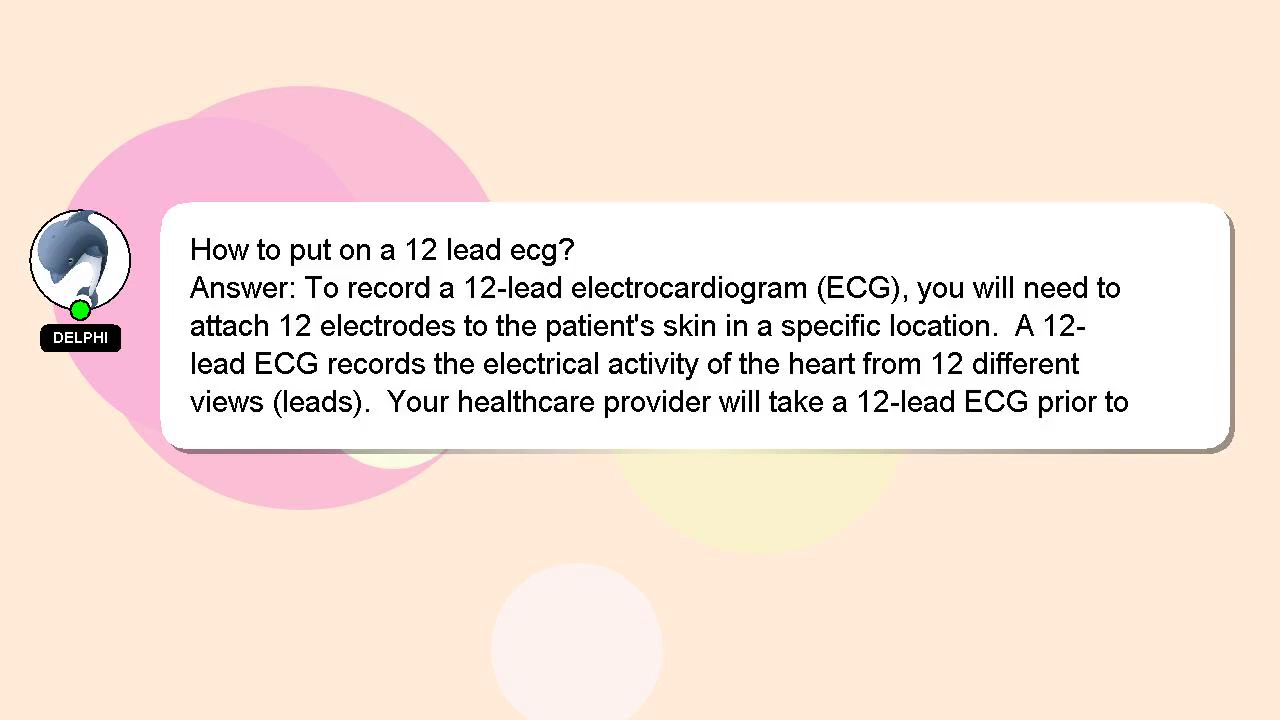 How to put on a 12 lead ecg?
Answer: To record a 12-lead electrocardiogram (ECG), you will need to
attach 12 electrodes to the patient's skin in a specific location.  A 12-
lead ECG records the electrical activity of the heart from 12 different
views (leads).  Your healthcare provider will take a 12-lead ECG prior to
DELPHI